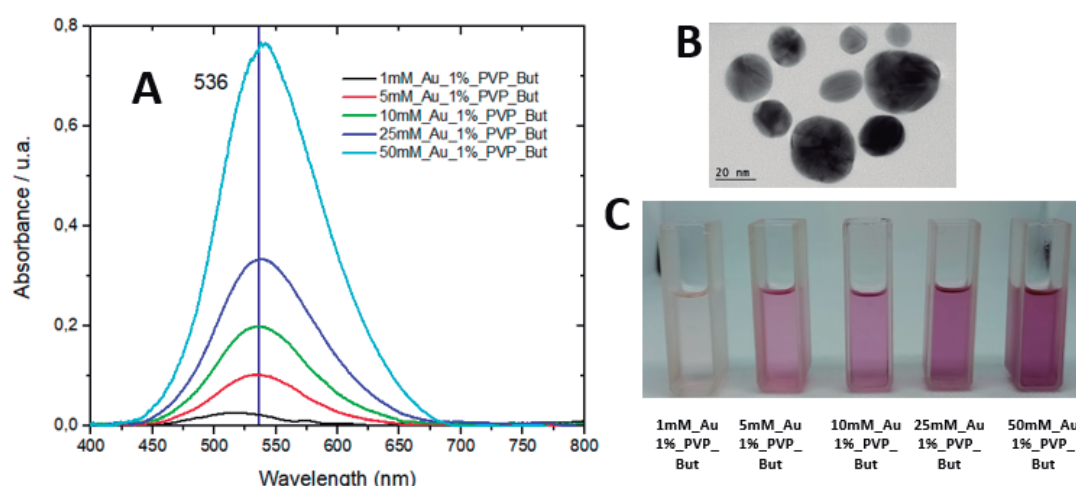 0.8
0.6
0.4
0.2
0.0
Absorbance / u.a.
A
536
1mM_Au_1%_PVP_But
5mM_Au_1%_PVP_But
10mM_Au_1%_PVP_But
25mM_Au_1%_PVP_But
50mM_Au_1%_PVP_But
400 450 500 550 600 650 700 750 800
Wavelength (nm)
B
20 nm
C
1mM_Au
1%_PVP_
But
5mM_Au
1%_PVP_
But
10mM_Au
1%_PVP_
But
25mM_Au
1%_PVP_
But
50mM_Au
1%_PVP_
But